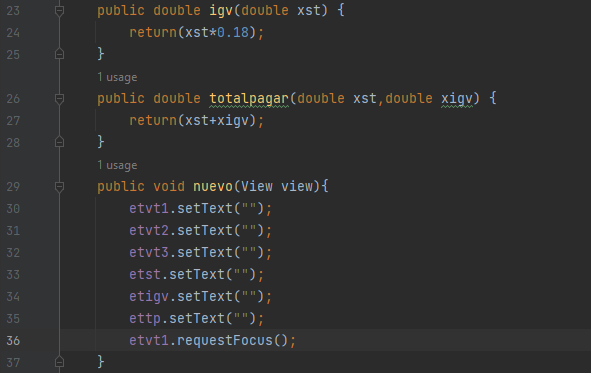 23 public double igv(double xst) {
24 return(xst*0.18);
25 }
1 usage
26 public double totalpagar(double xst,double xigv) {
27 return(xst+xigv);
28 }
1 usage
29 public void nuevo(View view){
30 etvt1.setText("");
31 etvt2.setText("");
32 etvt3.setText("");
33 etst.setText("");
34 etigv.setText("");
35 ettp.setText("");
36 etvt1.requestFocus();
37 }